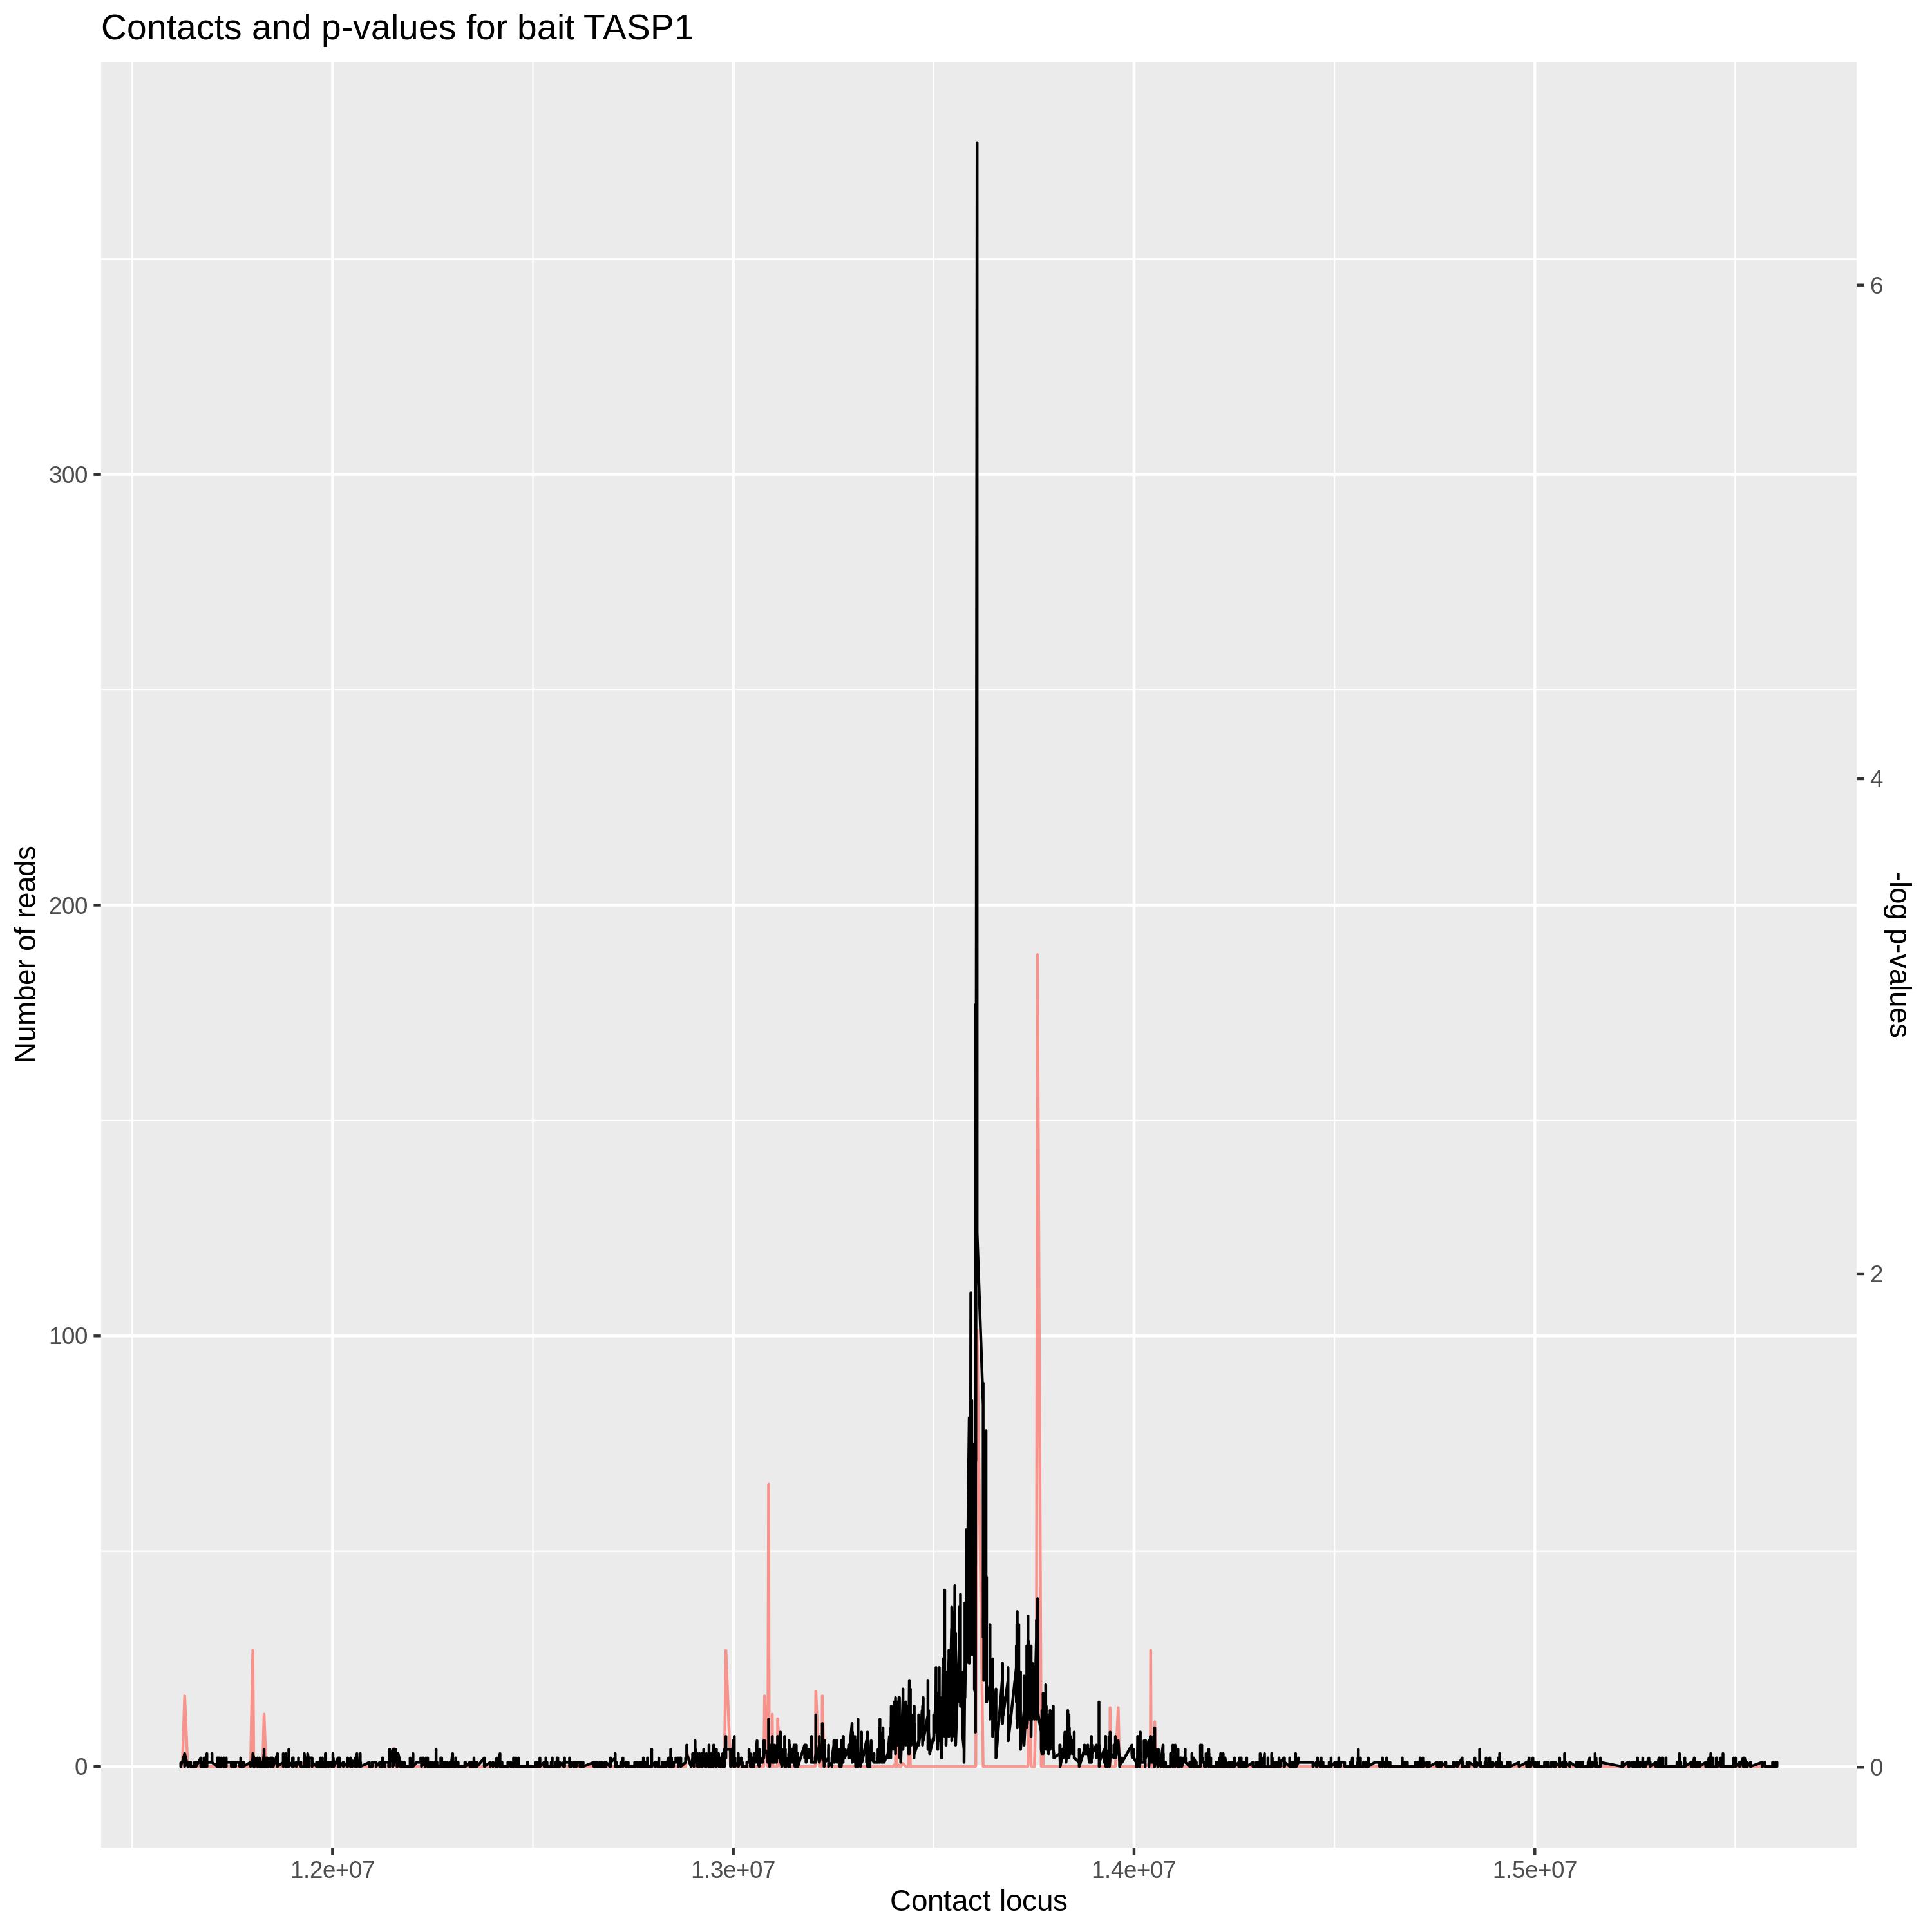 Contacts and p-values for bait TASP1
Number of reads
300
200
100
0
6
4
2
0
-log p-values
1.2e+07
1.3e+07
1.4e+07
1.5e+07
Contact locus